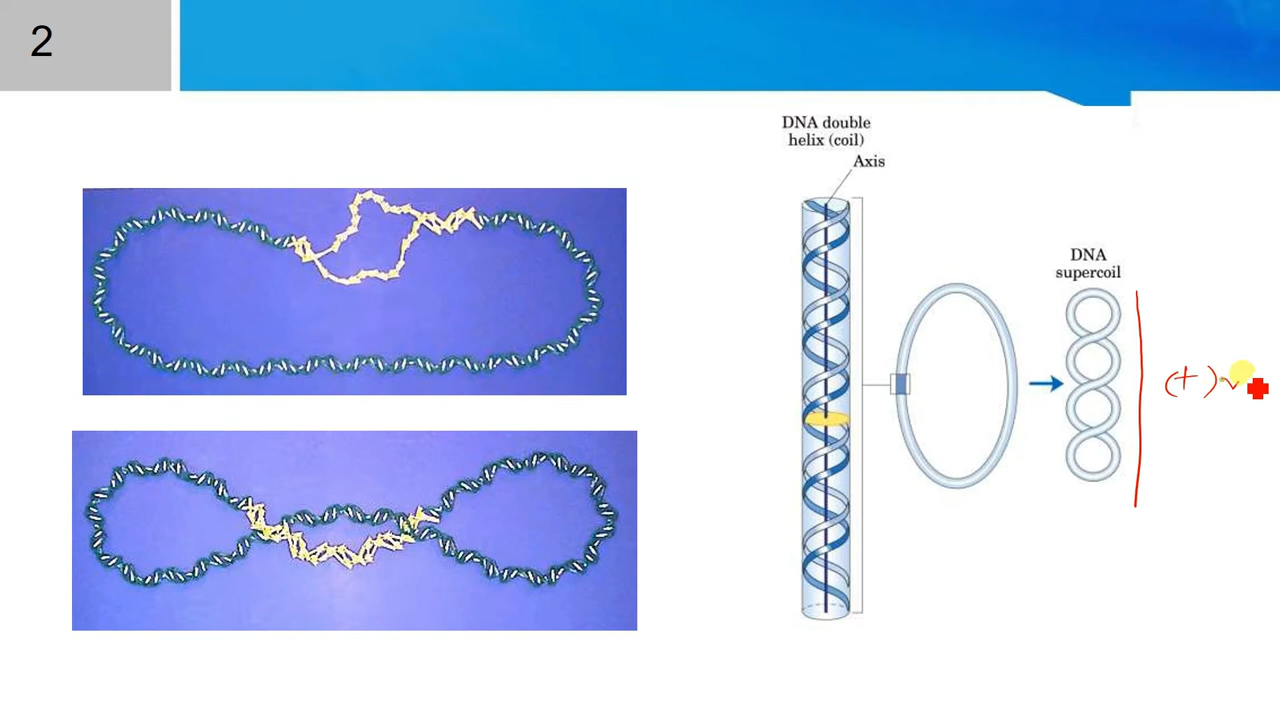 2
DNA double
helix (coil)
Axis
DNA
supercoil
(+)